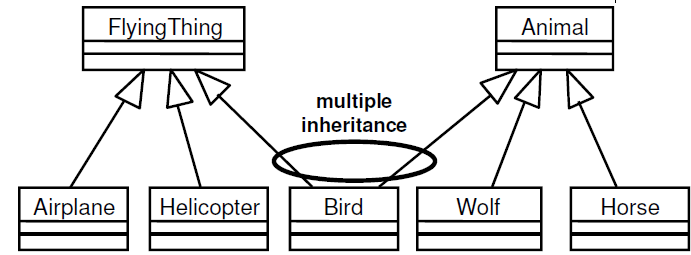 FlyingThing
Animal
multiple
inheritance
Airplane
Helicopter
Bird
Wolf
Horse